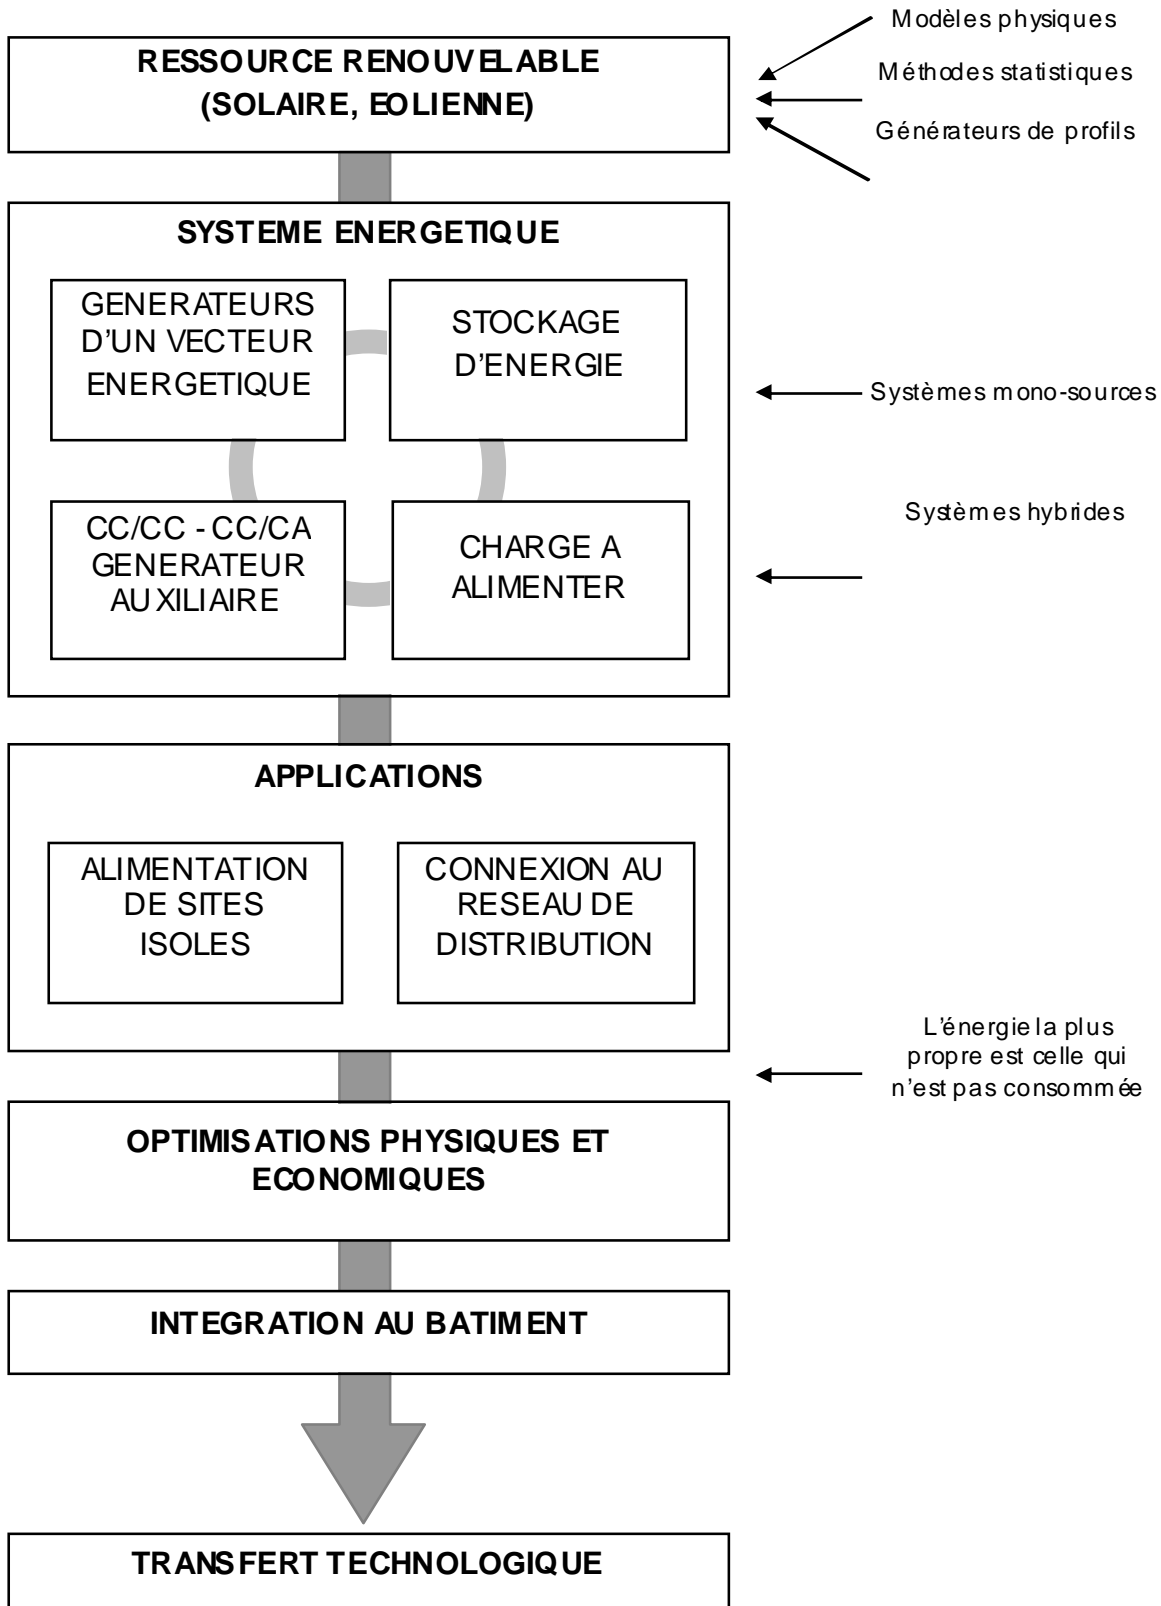 Modèles physiques
RESSOURCE RENOUVELABLE
(SOLAIRE, EOLIENNE)
Méthodes statistiques
Générateurs de profils
SYSTEME ENERGETIQUE
GENERATEURS
D'UN VECTEUR
ENERGETIQUE
STOCKAGE
D'ENERGIE
Systèmes mono-sources
CC/CC - CC/CA
GENERATEUR
AUXILIAIRE
CHARGE A
ALIMENTER
Systèmes hybrides
APPLICATIONS
ALIMENTATION
DE SITES
ISOLES
CONNEXION AU
RESEAU DE
DISTRIBUTION
L'énergie la plus
propre est celle qui
n'est pas consommée
OPTIMISATIONS PHYSIQUES ET
ECONOMIQUES
INTEGRATION AU BATIMENT
TRANSFERT TECHNOLOGIQUE